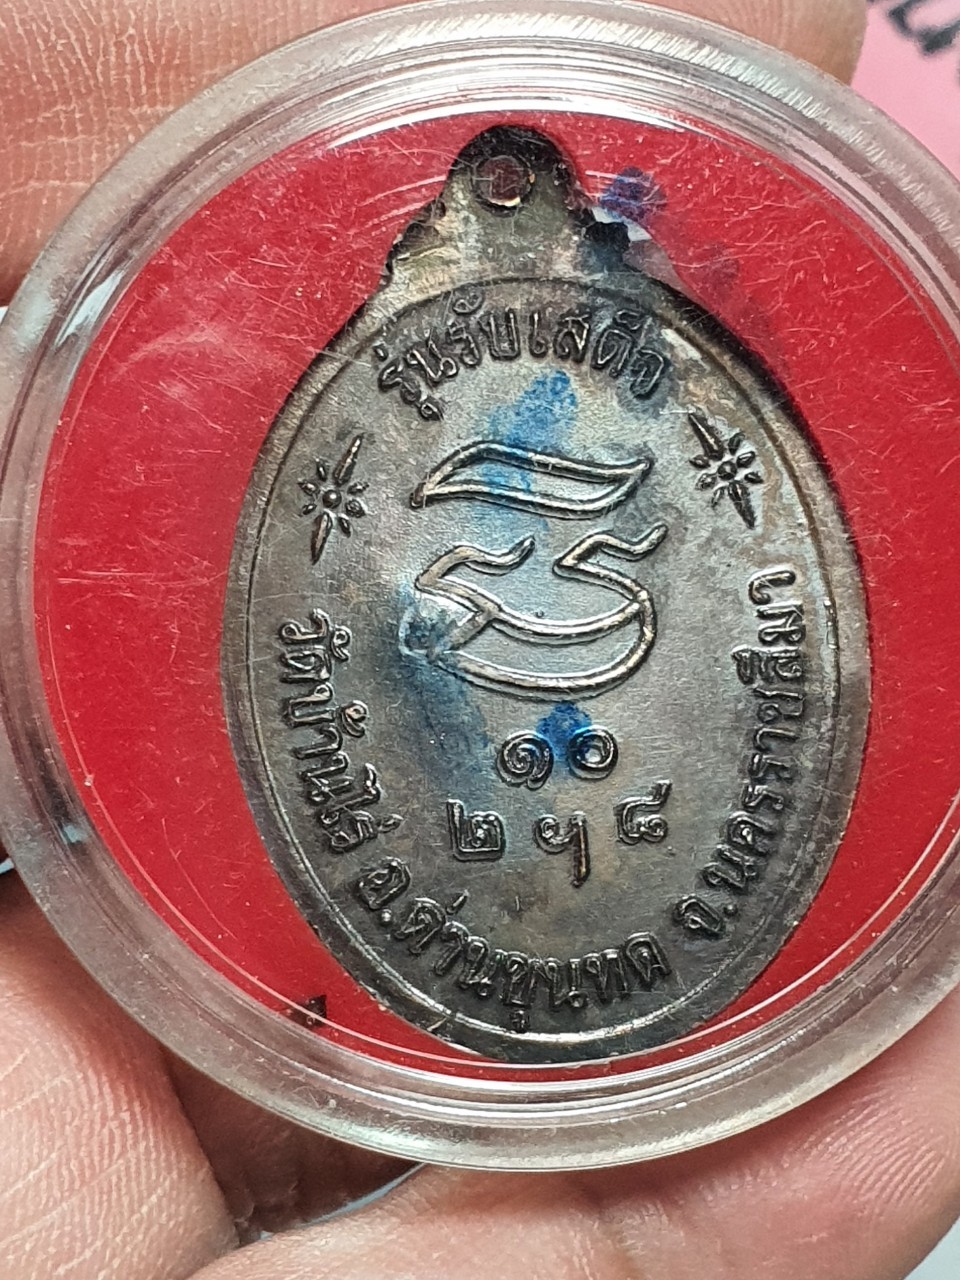 รุ่นรับเสด็จ
๑๐
๒ ๙ ๘
วัดบ้านไร่ อ.ด่านขุนทด จ.นครราชสีมา